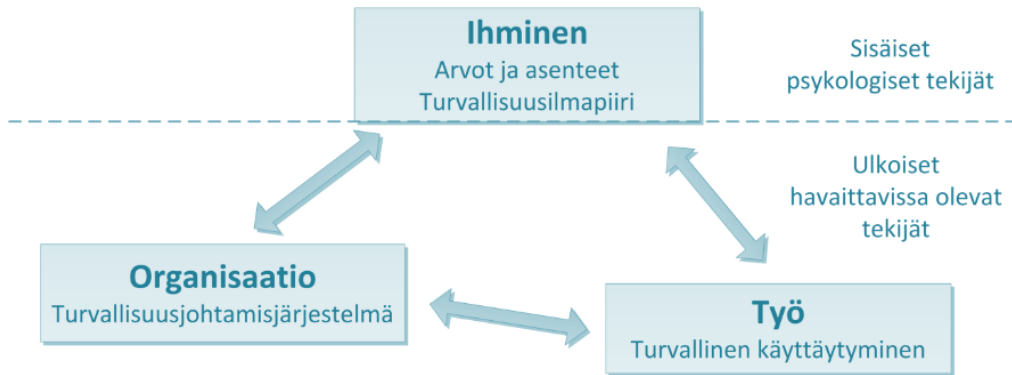 Ihminen
Arvot ja asenteet
Turvallisuusilmapiiri
Sisäiset
psykologiset tekijät
Ulkoiset
havaittavissa olevat
tekijät
Organisaatio
Turvallisuusjohtamisjärjestelmä
Työ
Turvallinen käyttäytyminen